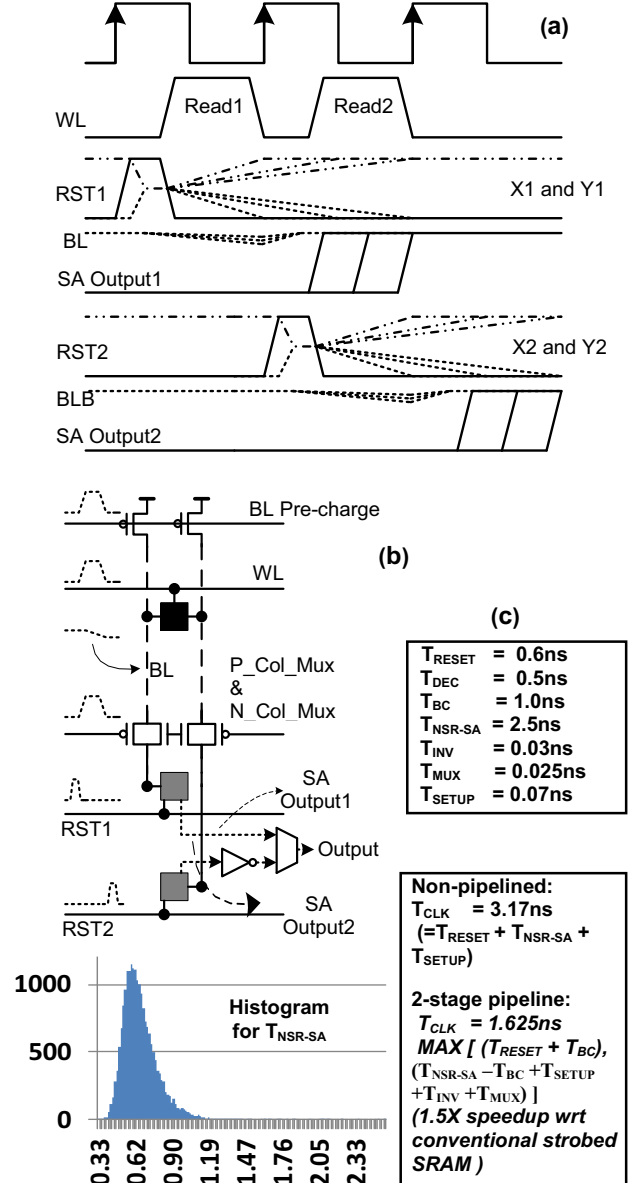 (a)
WL
Read1
Read2
RST1
X1 and Y1
BL
SA Output1
RST2
X2 and Y2
BLB
SA Output2
BL Pre-charge
(b)
WL
BL
P_Col_Mux
&
N_Col_Mux
RST1
SA
Output1
Output
RST2
SA
Output2
(c)
T_RESET = 0.6ns
T_DEC = 0.5ns
T_BC = 1.0ns
T_NSR-SA = 2.5ns
T_INV = 0.03ns
T_MUX = 0.025ns
T_SETUP = 0.07ns
Non-pipelined:
T_CLK = 3.17ns
(=T_RESET + T_NSR-SA +
T_SETUP)
2-stage pipeline:
T_CLK = 1.625ns
MAX [ (T_RESET + T_BC),
(T_NSR-SA –T_BC +T_SETUP
+T_INV +T_MUX) ]
(1.5X speedup wrt
conventional strobed
SRAM )
Histogram
for T_NSR-SA
1000
500
0
0.33
0.62
0.90
1.19
1.47
1.76
2.05
2.33